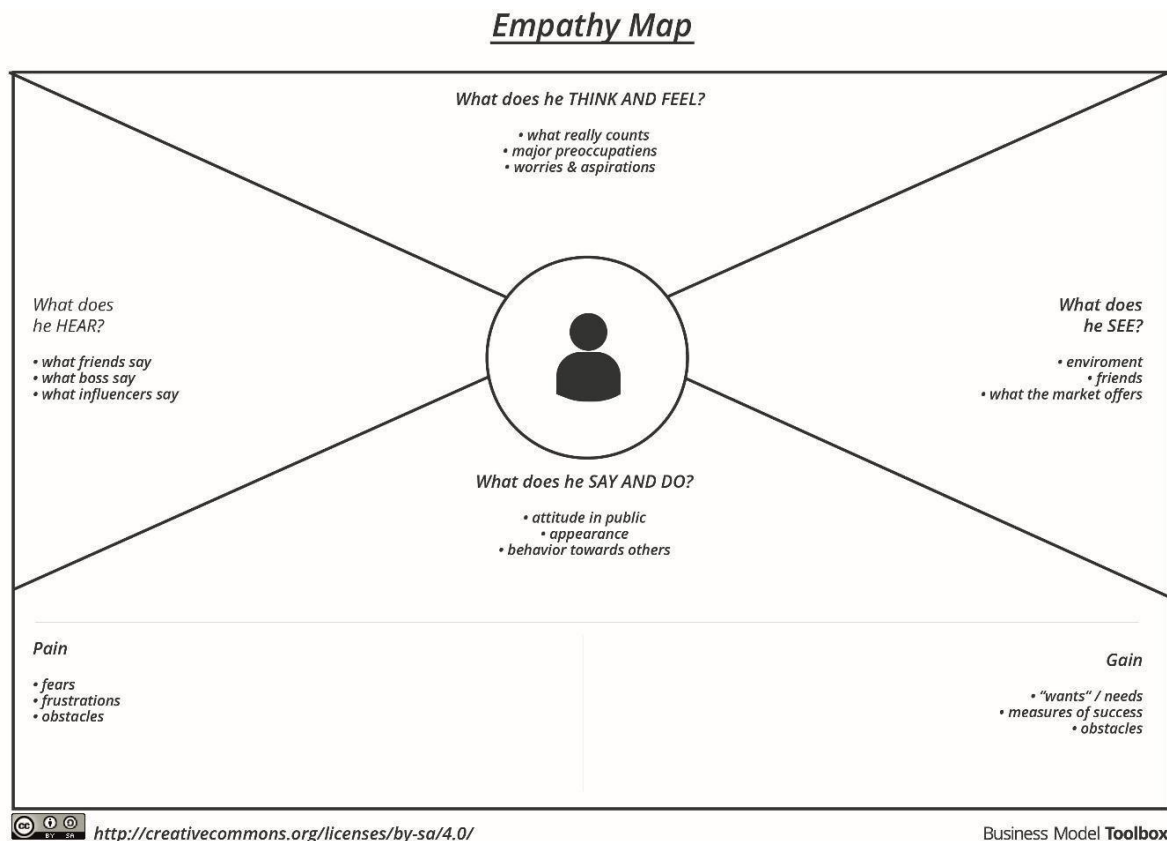 Empathy Map
What does he THINK AND FEEL?
• what really counts
• major preoccupatiens
• worries & aspirations
What does
he HEAR?
• what friends say
• what boss say
• what influencers say
What does
he SEE?
• enviroment
• friends
• what the market offers
What does he SAY AND DO?
• attitude in public
• appearance
• behavior towards others
Pain
• fears
• frustrations
• obstacles
Gain
• “wants“ / needs
• measures of success
• obstacles
cc BY SA http://creativecommons.org/licenses/by-sa/4.0/
Business Model Toolbox